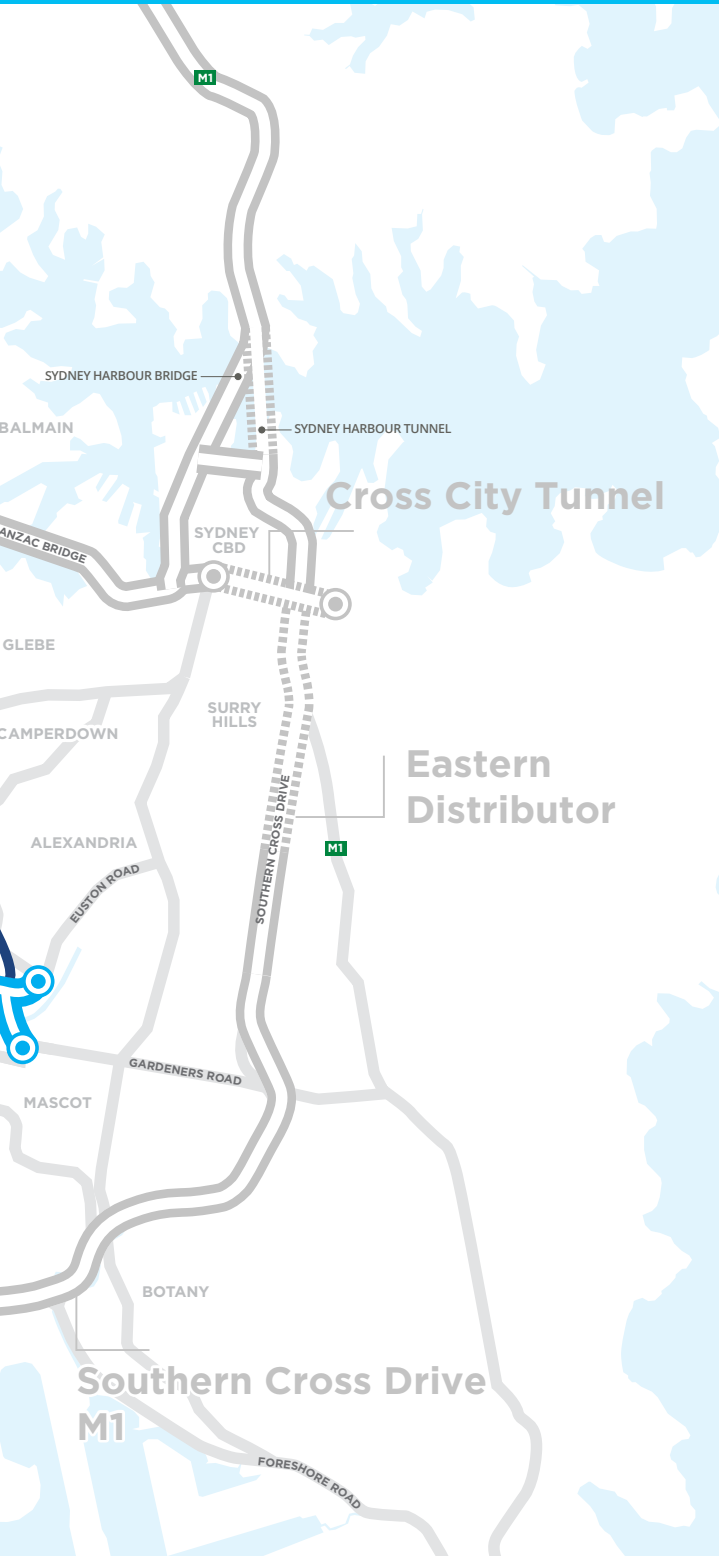 M1
SYDNEY HARBOUR BRIDGE
BALMAIN
SYDNEY HARBOUR TUNNEL
Cross City Tunnel
ANZAC BRIDGE
SYDNEY
CBD
GLEBE
SURRY
HILLS
CAMPERDOWN
Eastern
Distributor
SOUTHERN CROSS DRIVE
ALEXANDRIA
M1
EUSTON ROAD
GARDENERS ROAD
MASCOT
BOTANY
Southern Cross Drive
M1
FORESHORE ROAD